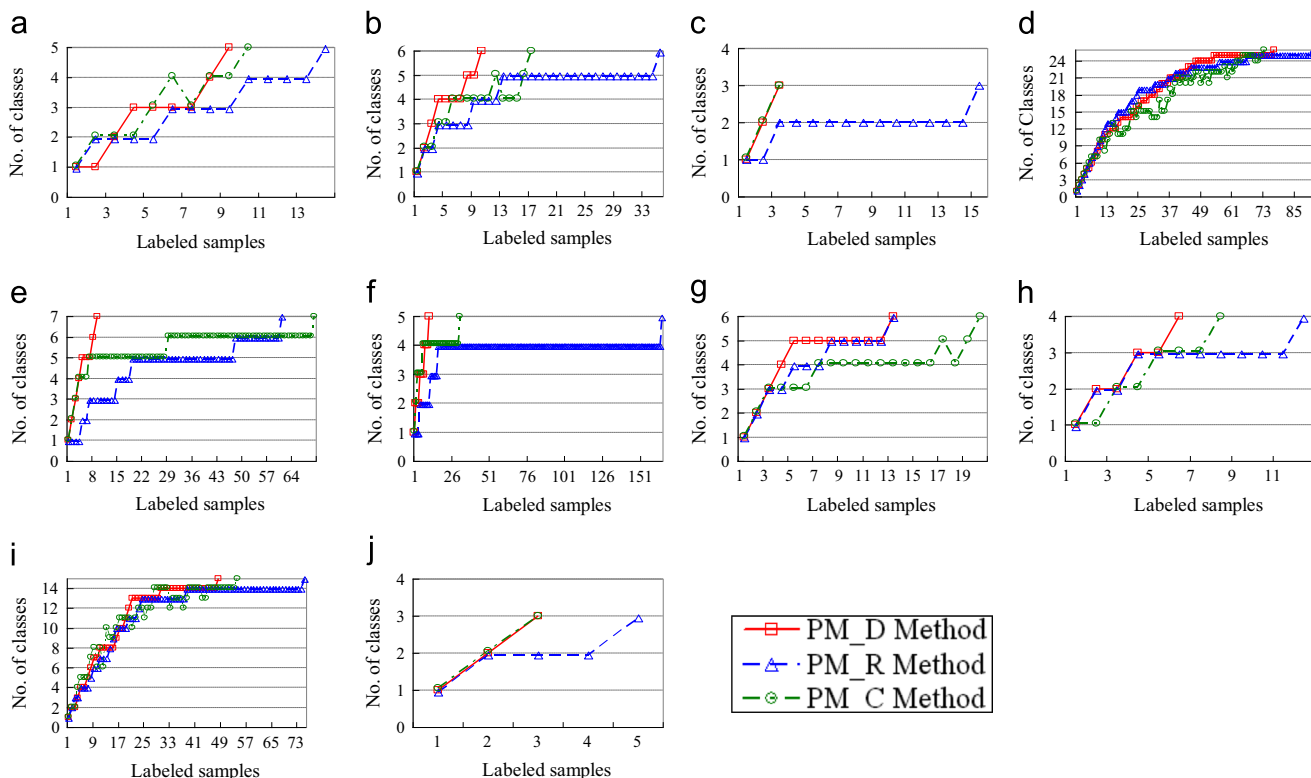 a
b
c
d
5
4
3
2
1
No. of classes
1 3 5 7 9 11 13
Labeled samples
6
5
4
3
2
1
No. of classes
1 5 9 13 17 21 25 29 33
Labeled samples
4
3
2
1
0
No. of classes
1 3 5 7 9 11 13 15
Labeled samples
24
21
18
15
12
9
6
3
0
No. of Classes
1 13 25 37 49 61 73 85
Labeled samples
e
f
g
h
7
6
5
4
3
2
1
0
No. of classes
1 8 15 22 29 36 43 50 57 64
Labeled samples
5
4
3
2
1
0
No. of classes
1 26 51 76 101 126 151
Labeled samples
6
5
4
3
2
1
0
No. of classes
1 3 5 7 9 11 13 15 17 19
Labeled samples
4
3
2
1
0
No. of classes
1 3 5 7 9 11
Labeled samples
i
j
14
12
10
8
6
4
2
0
No. of classes
1 9 17 25 33 41 49 57 65 73
Labeled samples
4
3
2
1
0
No. of classes
1 2 3 4 5
Labeled samples
PM_D Method
PM_R Method
PM_C Method